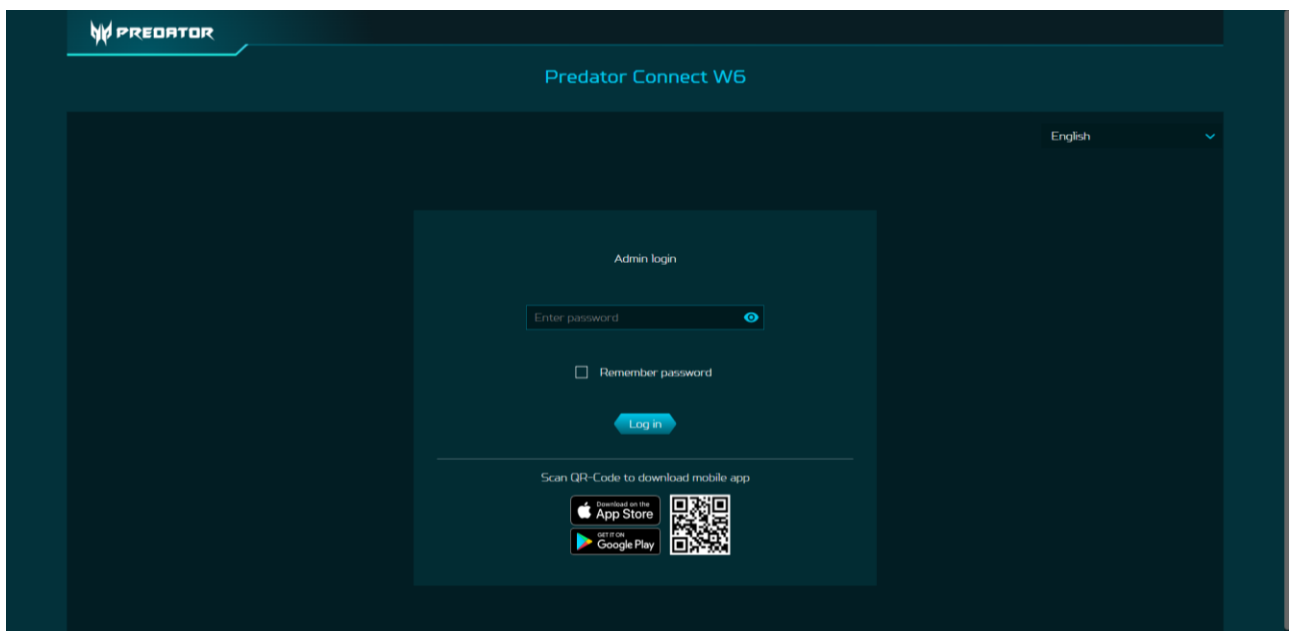 PREDATOR
Predator Connect W6
English
Admin login
Enter password
Remember password
Log in
Scan QR-Code to download mobile app
Download on the
App Store
GET IT ON
Google Play